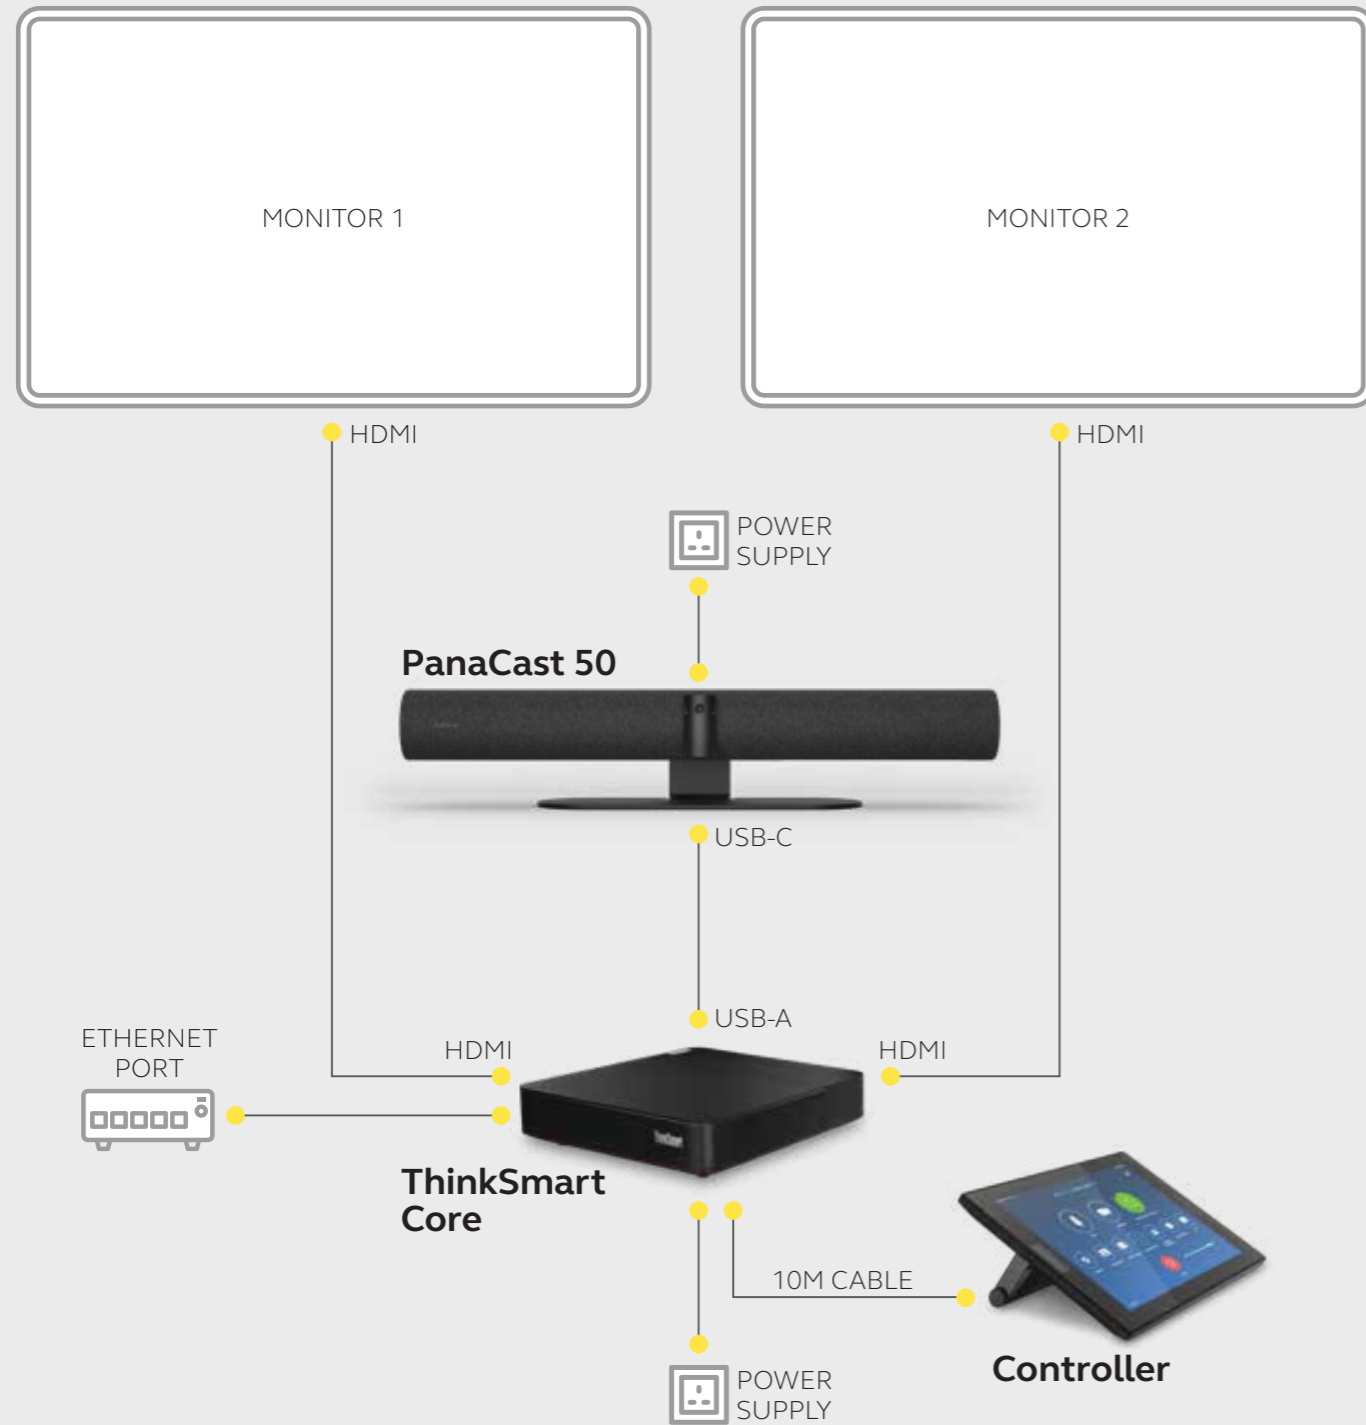 MONITOR 1
MONITOR 2
HDMI
HDMI
POWER
SUPPLY
PanaCast 50
USB-C
USB-A
ETHERNET
PORT
HDMI
HDMI
ThinkSmart
ThinkSmart
Core
10M CABLE
Controller
POWER
SUPPLY